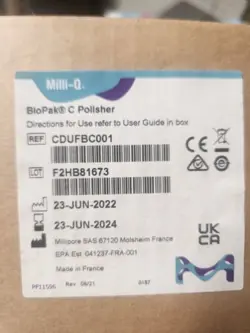 Milli-Q
BioPak® C Polisher
Directions for Use refer to User Guide in box
REF CDUFBC001
LOT F2HB81673
23-JUN-2022
23-JUN-2024
Millipore SAS 67120 Molsheim France
EPA Est 041237-FRA-001
Made in France
UK
CA
PF11506 Rev 09/21